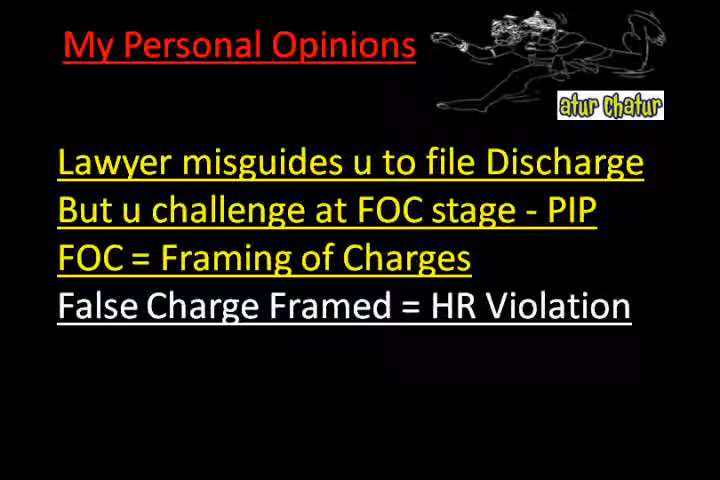 My Personal Opinions
atur chatur
Lawyer misguides u to file Discharge
But u challenge at FOC stage - PIP
FOC = Framing of Charges
False Charge Framed = HR Violation